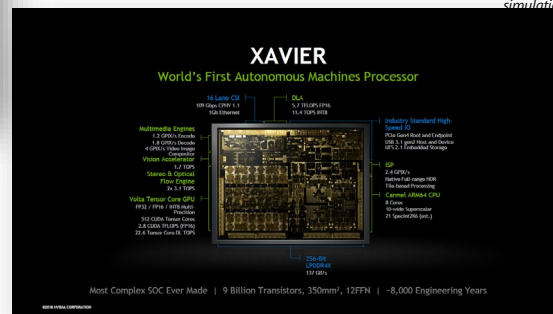 simulati
XAVIER
World's First Autonomous Machines Processor
16 Lane CSI
109 Gbps CPHY 1.1
1Gb Ethernet
DLA
5.7 TFLOPS FP16
11.4 TOPS INT8
Industry Standard High-
Speed IO
PCIe Gen4 Root and Endpoint
USB 3.1 gen2 Host and Device
UFS 2.1 Embedded Storage
Multimedia Engines
1.2 GPIX/s Encode
1.8 GPIX/s Decode
4 GPIX/s Video Image
Compositor
Vision Accelerator
1.7 TOPS
Stereo & Optical
Flow Engine
2x 3.1 TOPS
Volta Tensor Core GPU
FP32 / FP16 / INT8 Multi-
Precision
512 CUDA Tensor Cores
2.8 CUDA TFLOPS (FP16)
22.6 Tensor Core DL TOPS
ISP
2.4 GPIX/s
Native Full-range HDR
Tile-based Processing
Carmel ARM64 CPU
8 Cores
10-wide Superscalar
21 SpecInt2K6 (est.)
256-Bit
LPDDR4X
137 GB/s
Most Complex SOC Ever Made | 9 Billion Transistors, 350mm², 12FFN | ~8,000 Engineering Years
©2018 NVIDIA CORPORATION